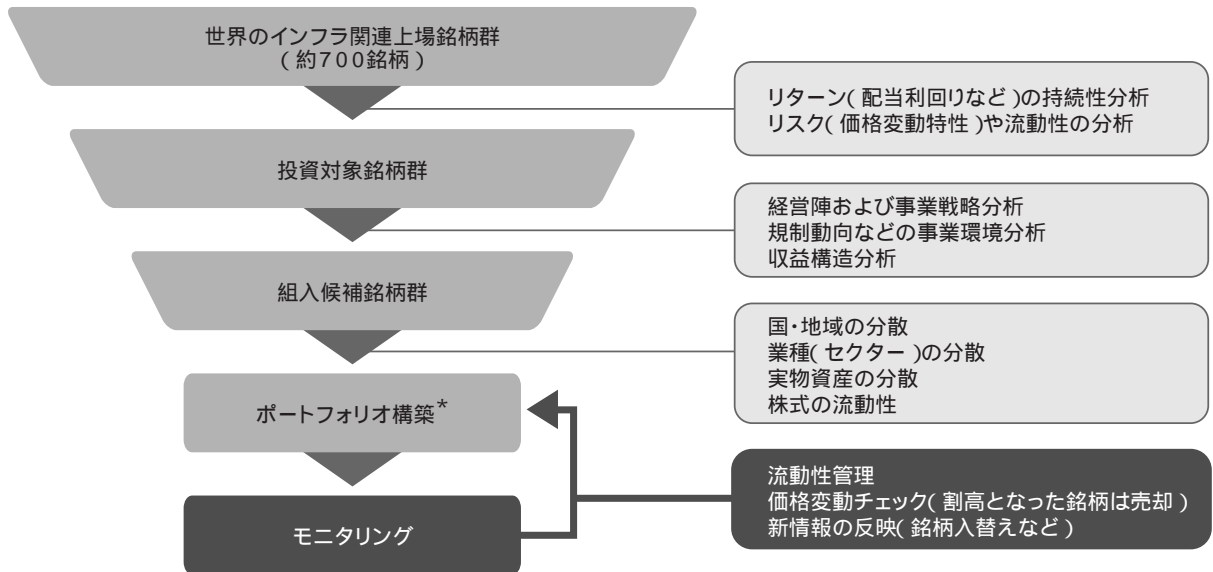 世界のインフラ関連上場銘柄群
(約700銘柄)
リターン(配当利回りなど)の持続性分析
リスク(価格変動特性)や流動性の分析
投資対象銘柄群
経営陣および事業戦略分析
規制動向などの事業環境分析
収益構造分析
組入候補銘柄群
国・地域の分散
業種(セクター)の分散
実物資産の分散
株式の流動性
ポートフォリオ構築*
流動性管理
価格変動チェック(割高となった銘柄は売却)
新情報の反映(銘柄入替えなど)
モニタリング